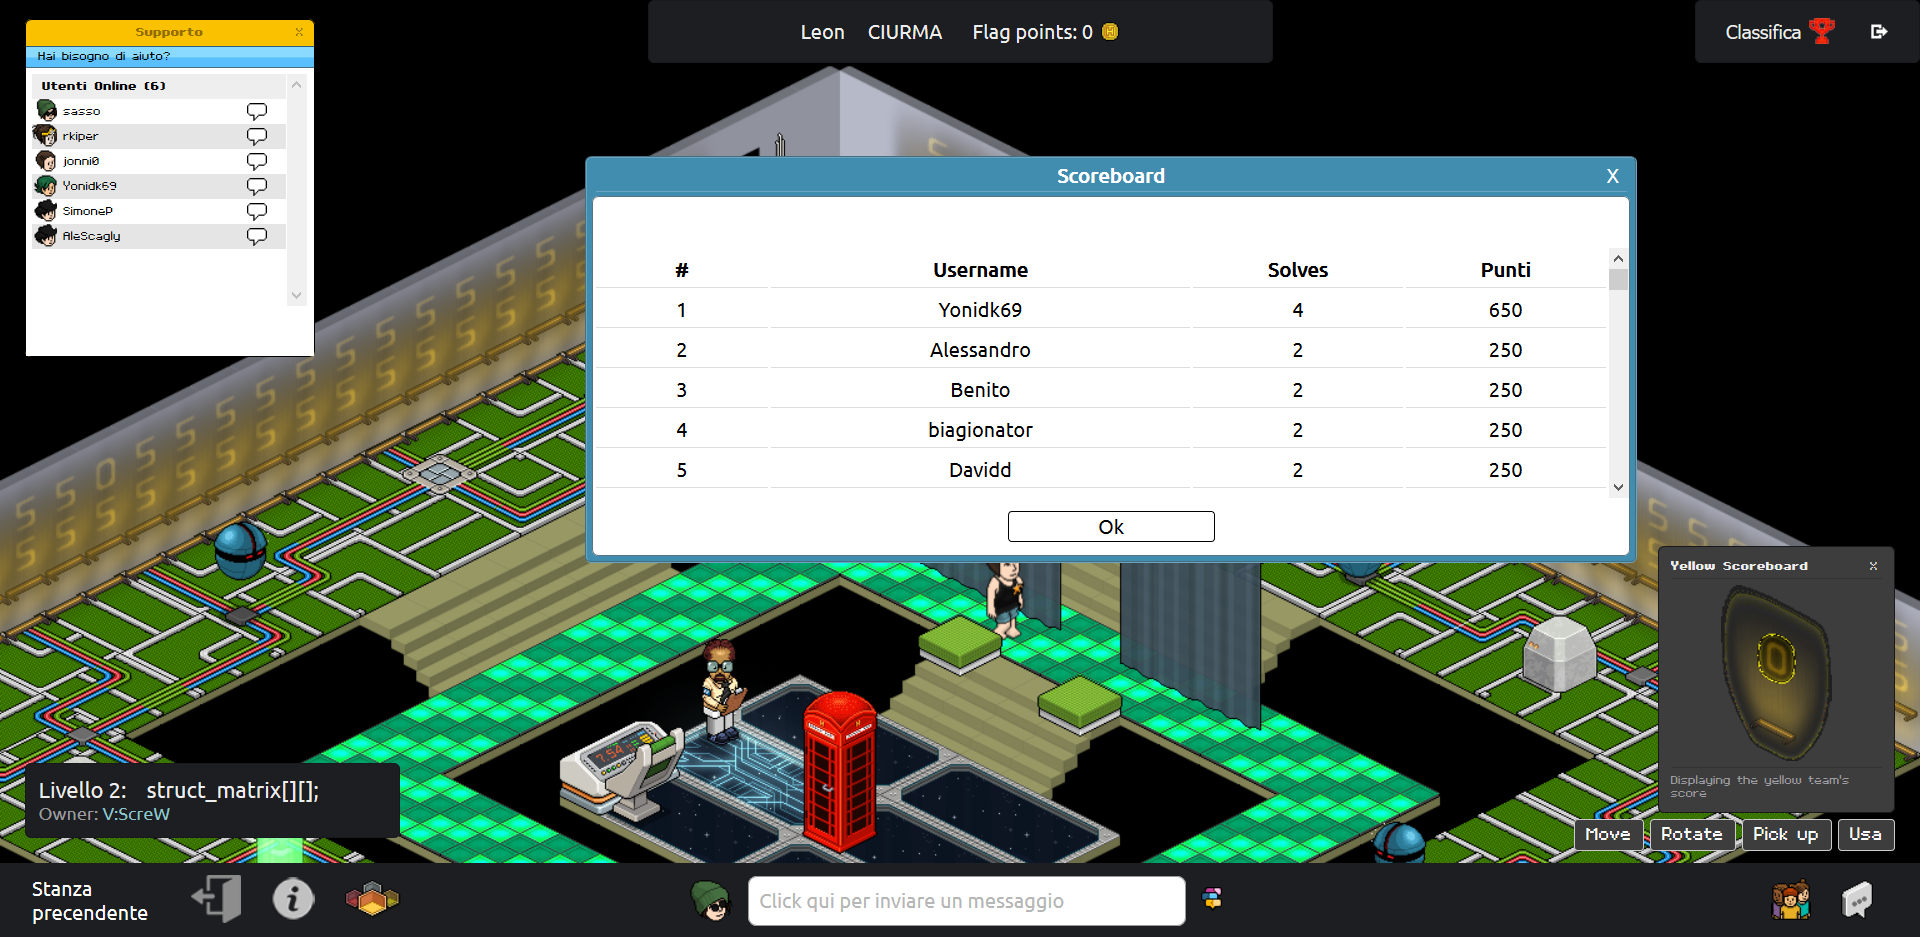 Supporto x
Hai bisogno di aiuto?
Utenti Online (6)
sasso
rkiper
jonni0
Yonidk69
SimoneP
AleScagly
Leon CIURMA Flag points: 0
Classifica
Scoreboard X
# Username Solves Punti
1 Yonidk69 4 650
2 Alessandro 2 250
3 Benito 2 250
4 biagionator 2 250
5 Davidd 2 250
Ok
Yellow Scoreboard x
0
Displaying the yellow team's
score
Move Rotate Pick up Usa
Livello 2: struct_matrix[][];
Owner: V:ScreW
Stanza
precendente
Click qui per inviare un messaggio